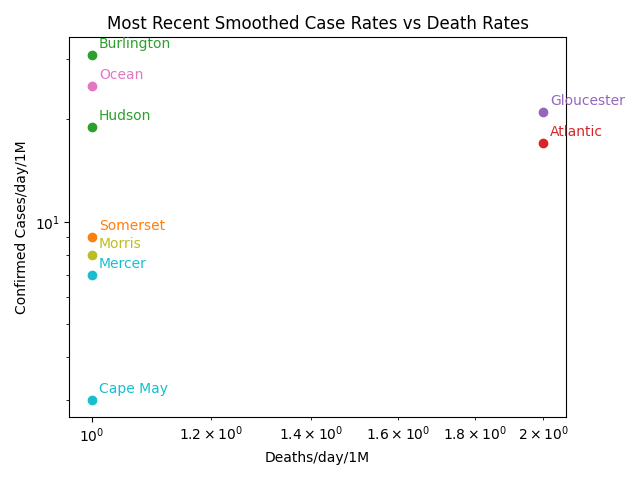 Most Recent Smoothed Case Rates vs Death Rates
Burlington
Ocean
Gloucester
Hudson
Atlantic
10¹
Somerset
Morris
Mercer
Cape May
Confirmed Cases/day/1M
10⁰ 1.2 × 10⁰ 1.4 × 10⁰ 1.6 × 10⁰ 1.8 × 10⁰ 2 × 10⁰
Deaths/day/1M